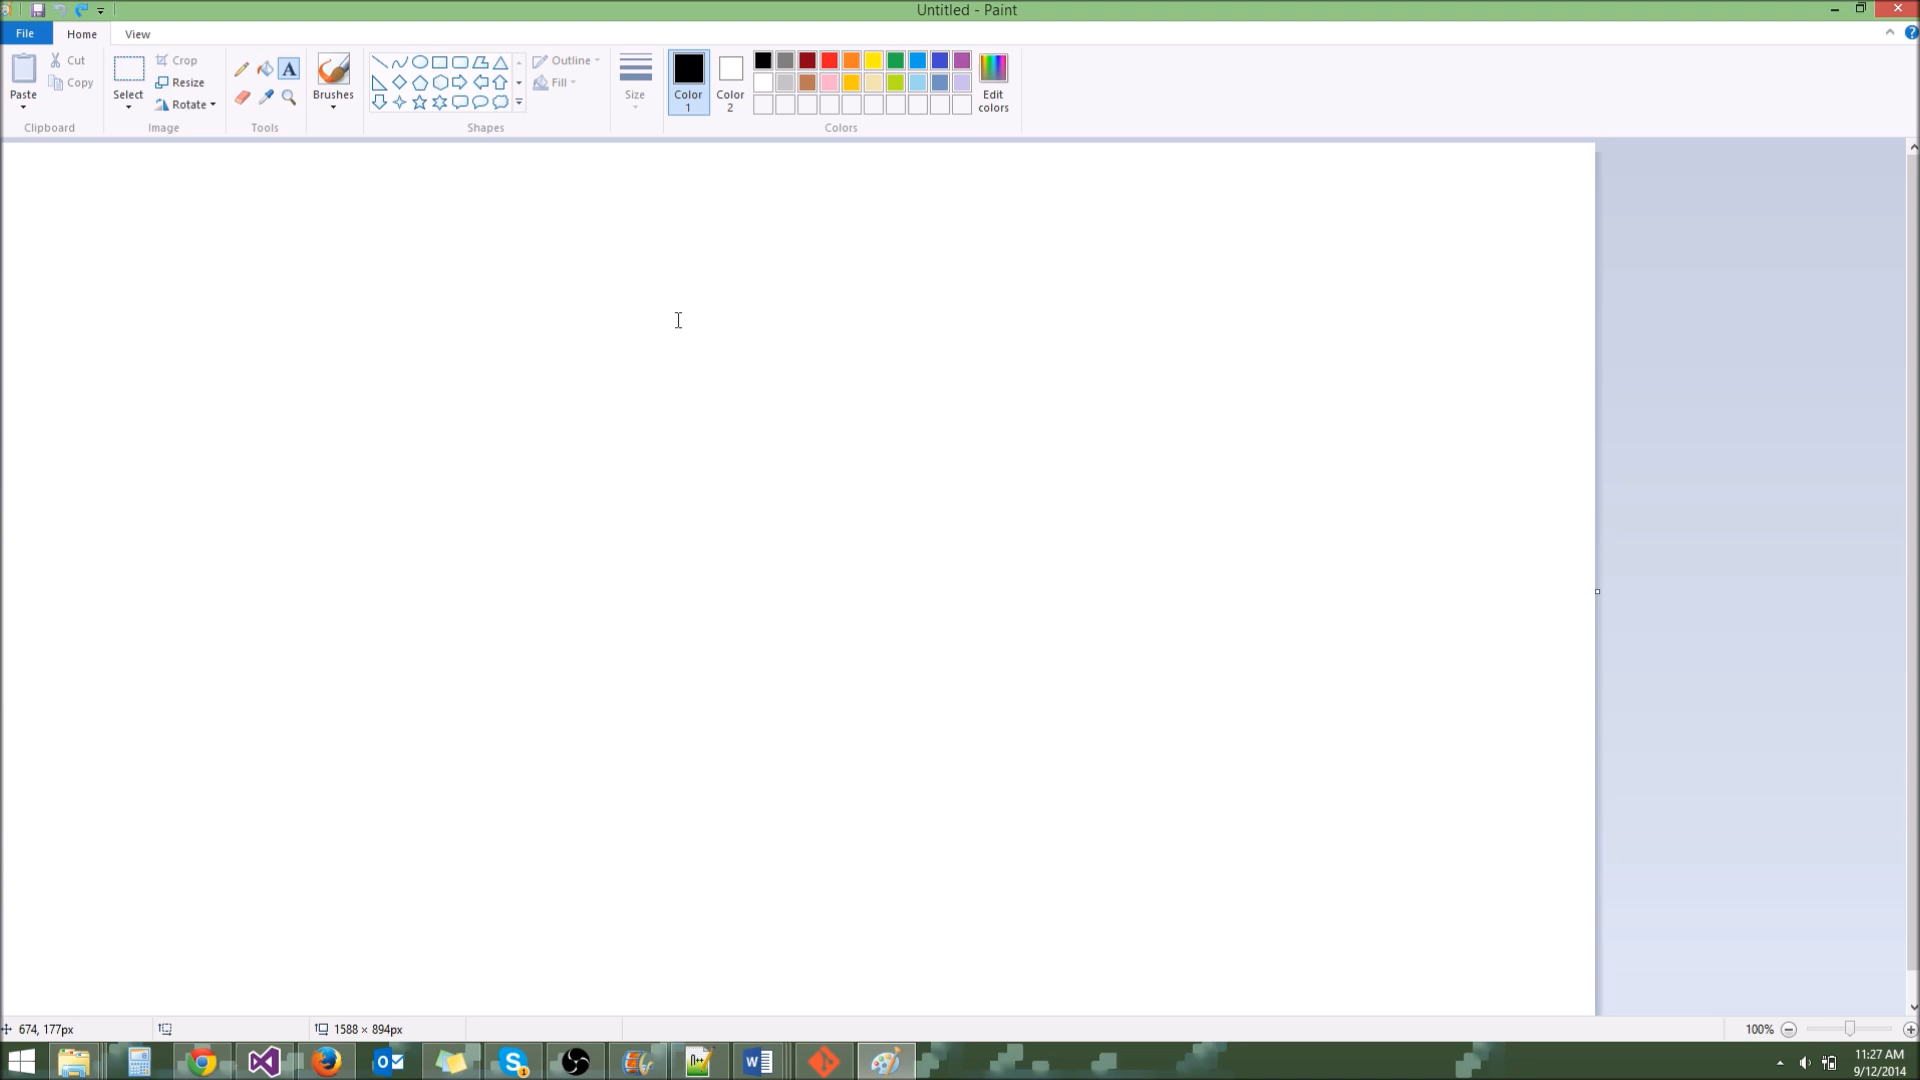 Untitled - Paint
File
Home
View
Paste
Cut
Copy
Clipboard
Select
Crop
Resize
Rotate
Image
A
Tools
Brushes
Shapes
Outline
Fill
Size
Color
1
Color
2
Edit
colors
Colors
674, 177px
1588 × 894px
100%
11:27 AM
9/12/2014